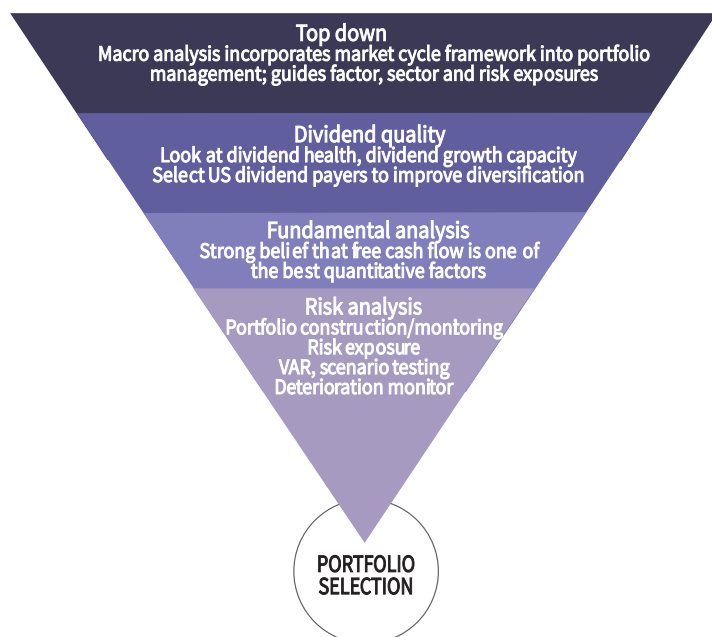 Top down
Macro analysis incorporates market cycle framework into portfolio
management; guides factor, sector and risk exposures
Dividend quality
Look at dividend health, dividend growth capacity
Select US dividend payers to improve diversification
Fundamental analysis
Strong belief that free cash flow is one of
the best quantitative factors
Risk analysis
Portfolio construction/montoring
Risk exposure
VAR, scenario testing
Deterioration monitor
PORTFOLIO
SELECTION